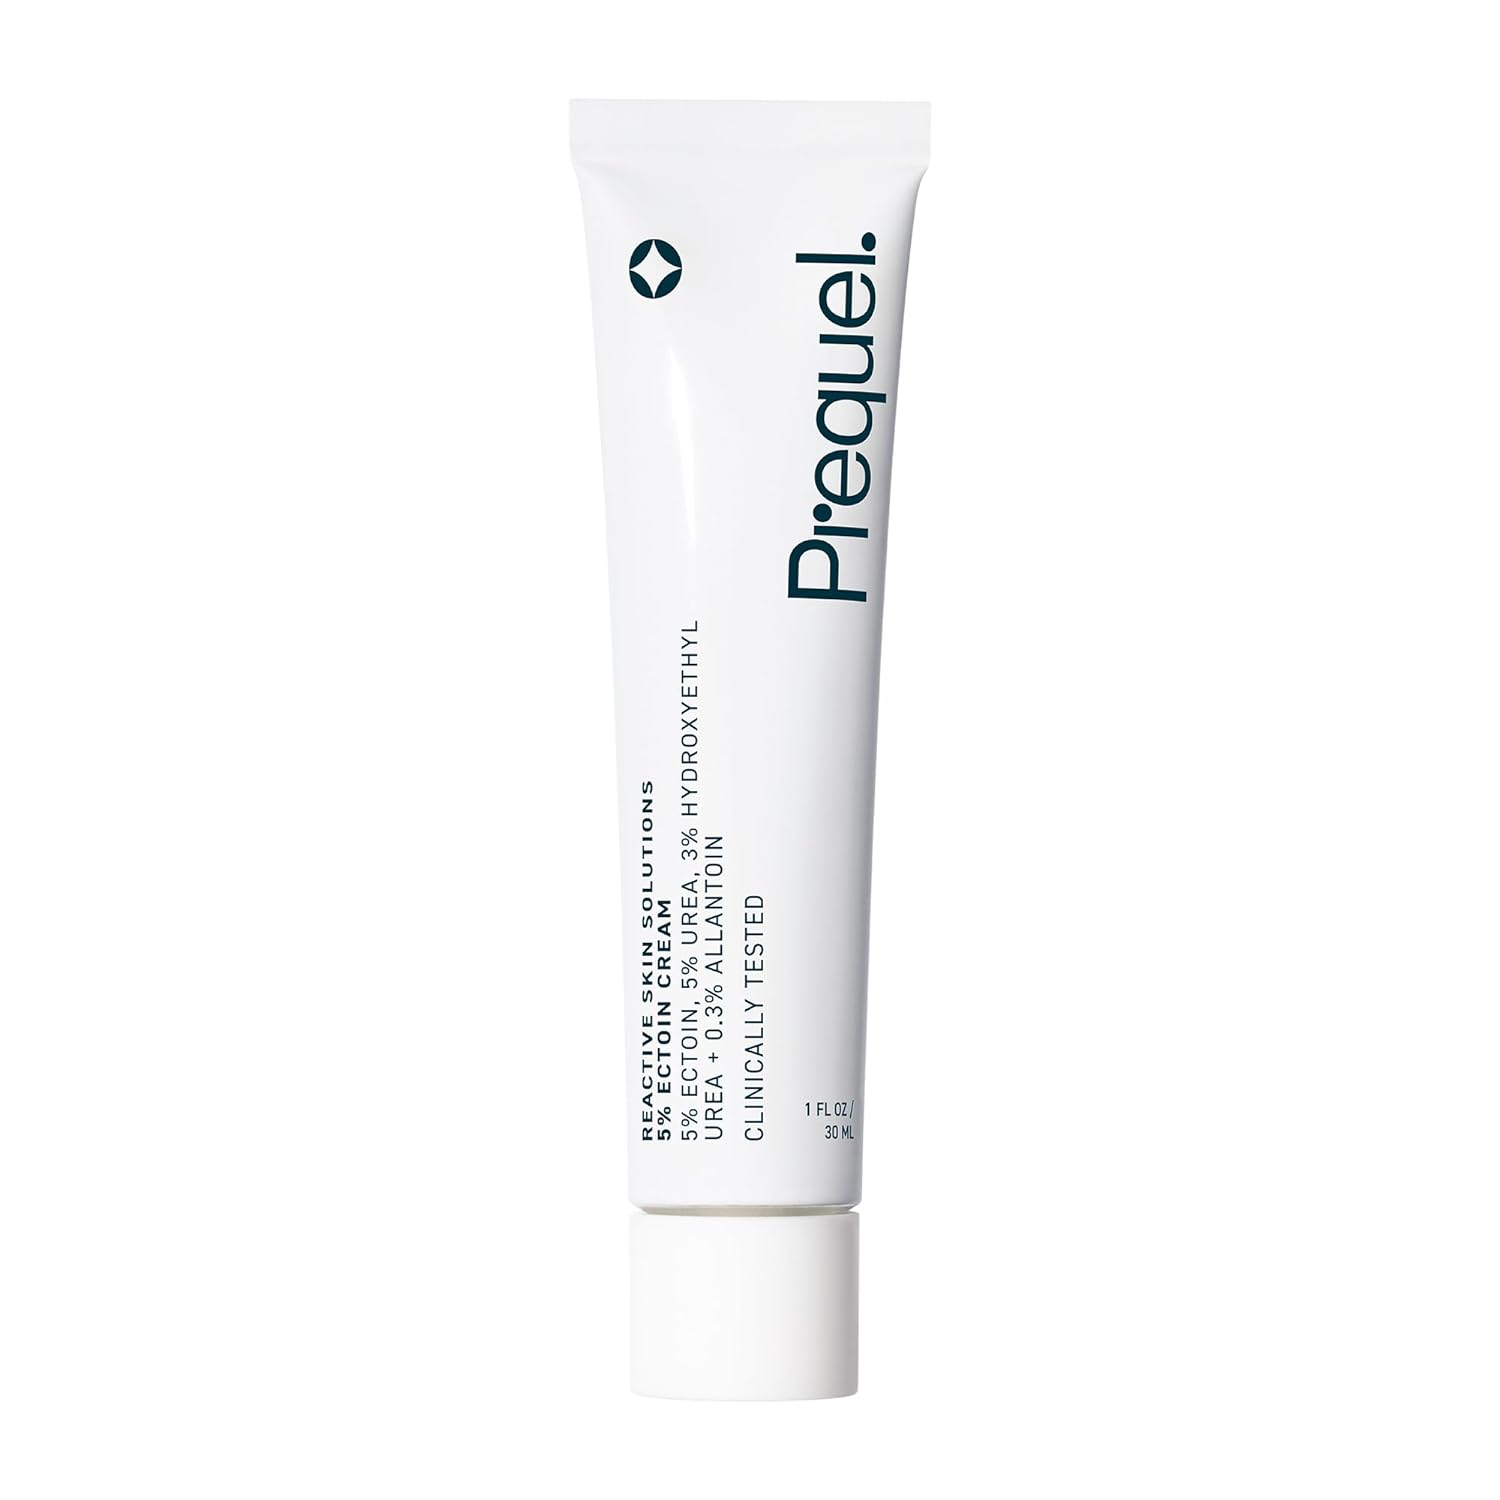 Prequel.
REACTIVE SKIN SOLUTIONS
5% ECTOIN CREAM
5% ECTOIN, 5% UREA, 3% HYDROXYETHYL
UREA + 0.3% ALLANTOIN
CLINICALLY TESTED
1 FL OZ /
30 ML